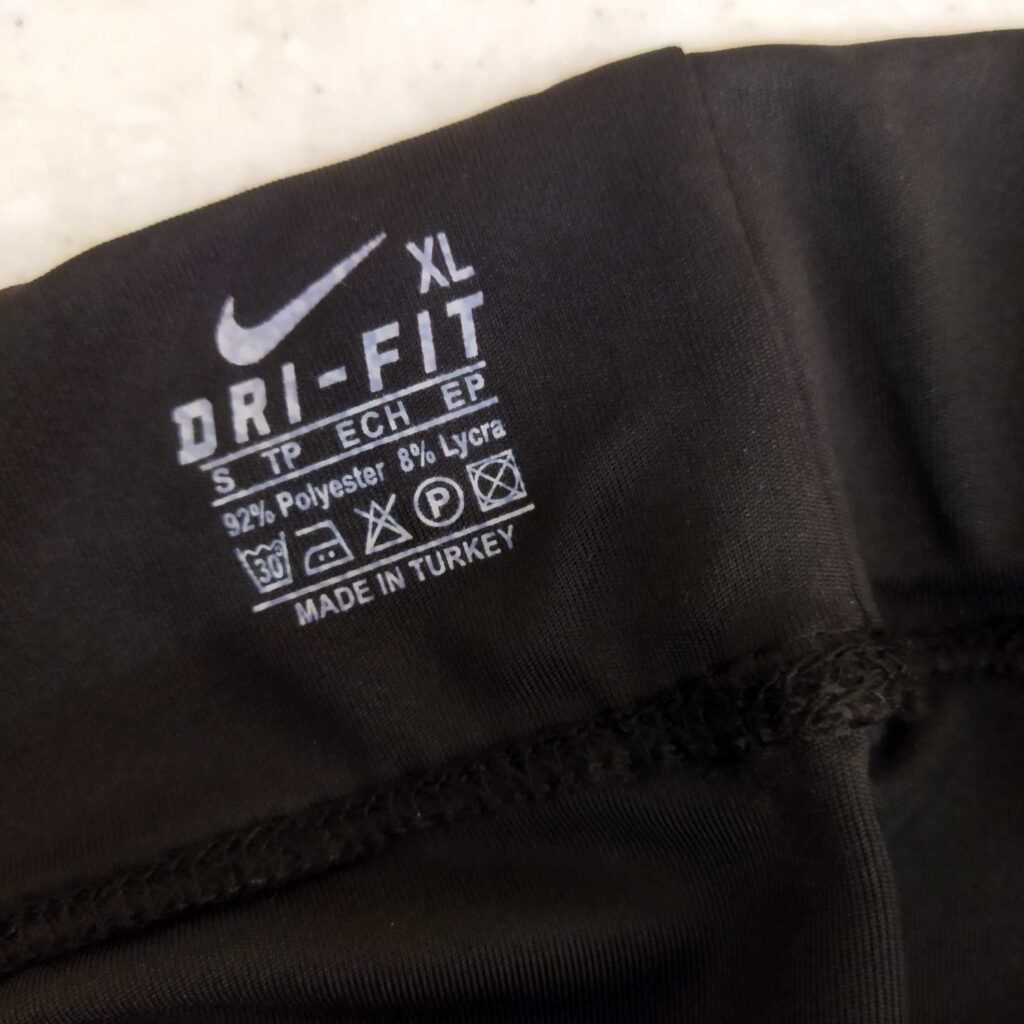 XL
DRI-FIT
S TP ECH EP
92% Polyester 8% Lycra
30° P
MADE IN TURKEY